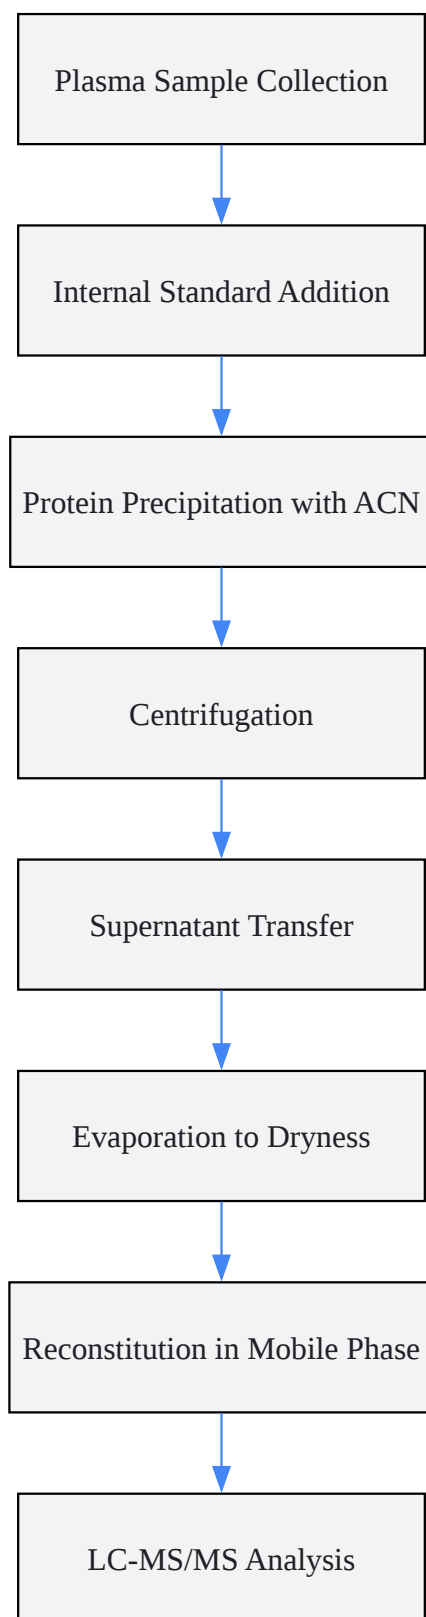 Plasma Sample Collection
Internal Standard Addition
Protein Precipitation with ACN
Centrifugation
Supernatant Transfer
Evaporation to Dryness
Reconstitution in Mobile Phase
LC-MS/MS Analysis